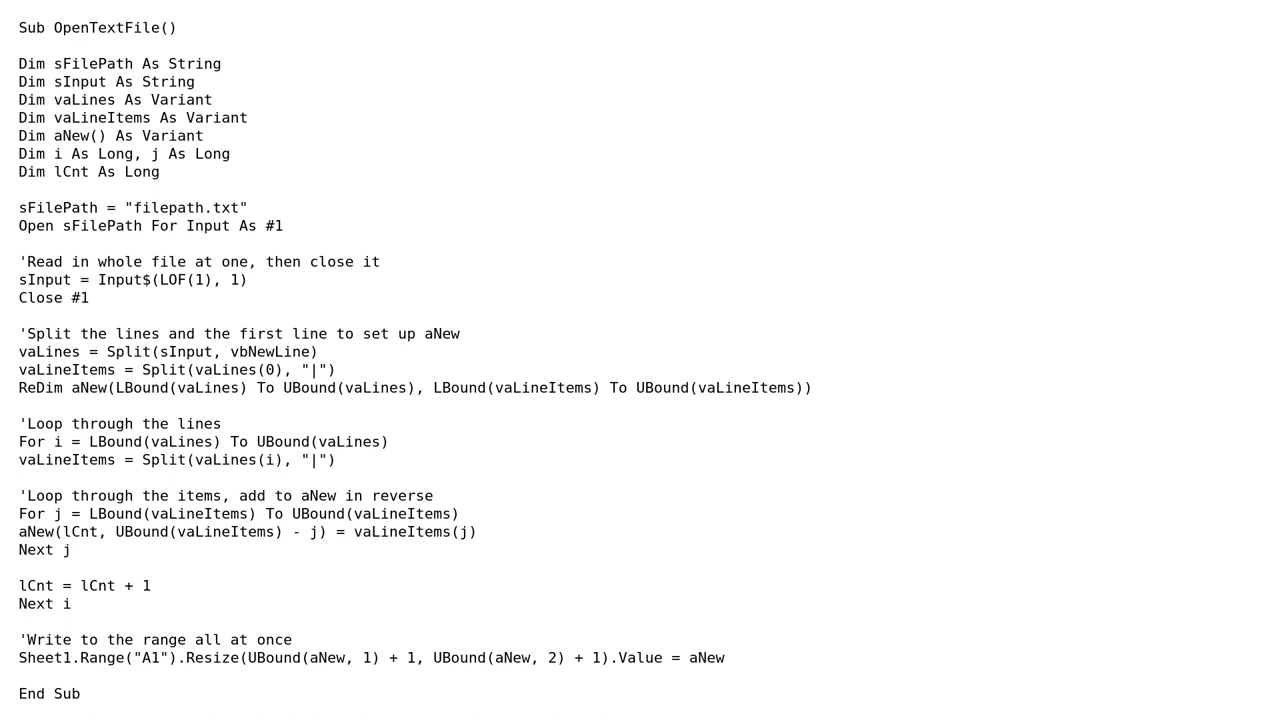 Sub OpenTextFile()
Dim sFilePath As String
Dim sInput As String
Dim vaLines As Variant
Dim vaLineItems As Variant
Dim aNew() As Variant
Dim i As Long, j As Long
Dim lCnt As Long
sFilePath = "filepath.txt"
Open sFilePath For Input As #1
'Read in whole file at one, then close it
sInput = Input$(LOF(1), 1)
Close #1
'Split the lines and the first line to set up aNew
vaLines = Split(sInput, vbNewLine)
vaLineItems = Split(vaLines(0), "|")
ReDim aNew(LBound(vaLines) To UBound(vaLines), LBound(vaLineItems) To UBound(vaLineItems))
'Loop through the lines
For i = LBound(vaLines) To UBound(vaLines)
vaLineItems = Split(vaLines(i), "|")
'Loop through the items, add to aNew in reverse
For j = LBound(vaLineItems) To UBound(vaLineItems)
aNew(lCnt, UBound(vaLineItems) - j) = vaLineItems(j)
Next j
lCnt = lCnt + 1
Next i
'Write to the range all at once
Sheet1.Range("A1").Resize(UBound(aNew, 1) + 1, UBound(aNew, 2) + 1).Value = aNew
End Sub